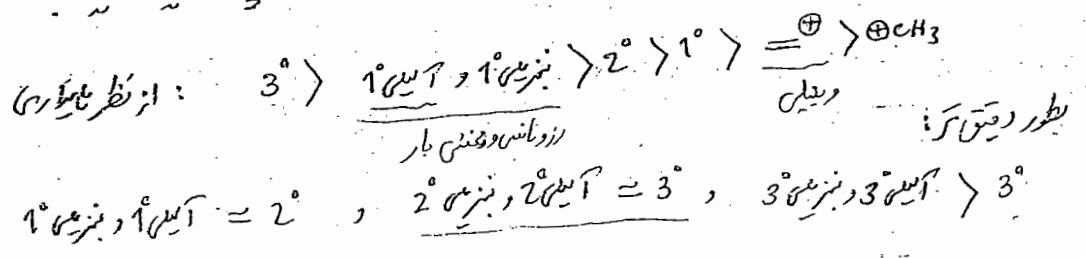 از نظر پایداری : 3° > آلیلی 1° و بنزیلی 1° > 2° > 1° > =⊕ > ⊕CH3
رزونانس و پخش بار وینیلی
بطور دقیق تر:
3° < آلیلی 3° و بنزیلی 3° , 3° ≃ آلیلی 2° و بنزیلی 2° , 2° ≃ آلیلی 1° و بنزیلی 1°